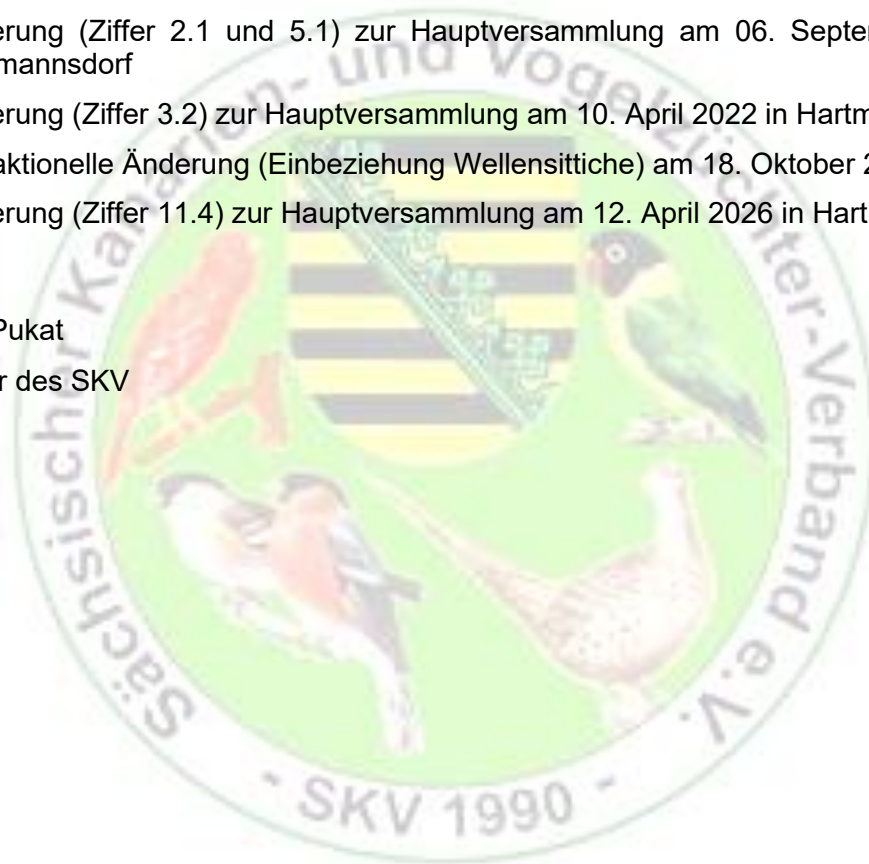 erung (Ziffer 2.1 und 5.1) zur Hauptversammlung am 06. Septer
mannsdorf
erung (Ziffer 3.2) zur Hauptversammlung am 10. April 2022 in Hartm
aktionelle Änderung (Einbeziehung Wellensittiche) am 18. Oktober 2
erung (Ziffer 11.4) zur Hauptversammlung am 12. April 2026 in Hart
Pukat
r des SKV
Sächsischer Kanarien- und Vogelzüchter-Verband e.V.
- SKV 1990 -